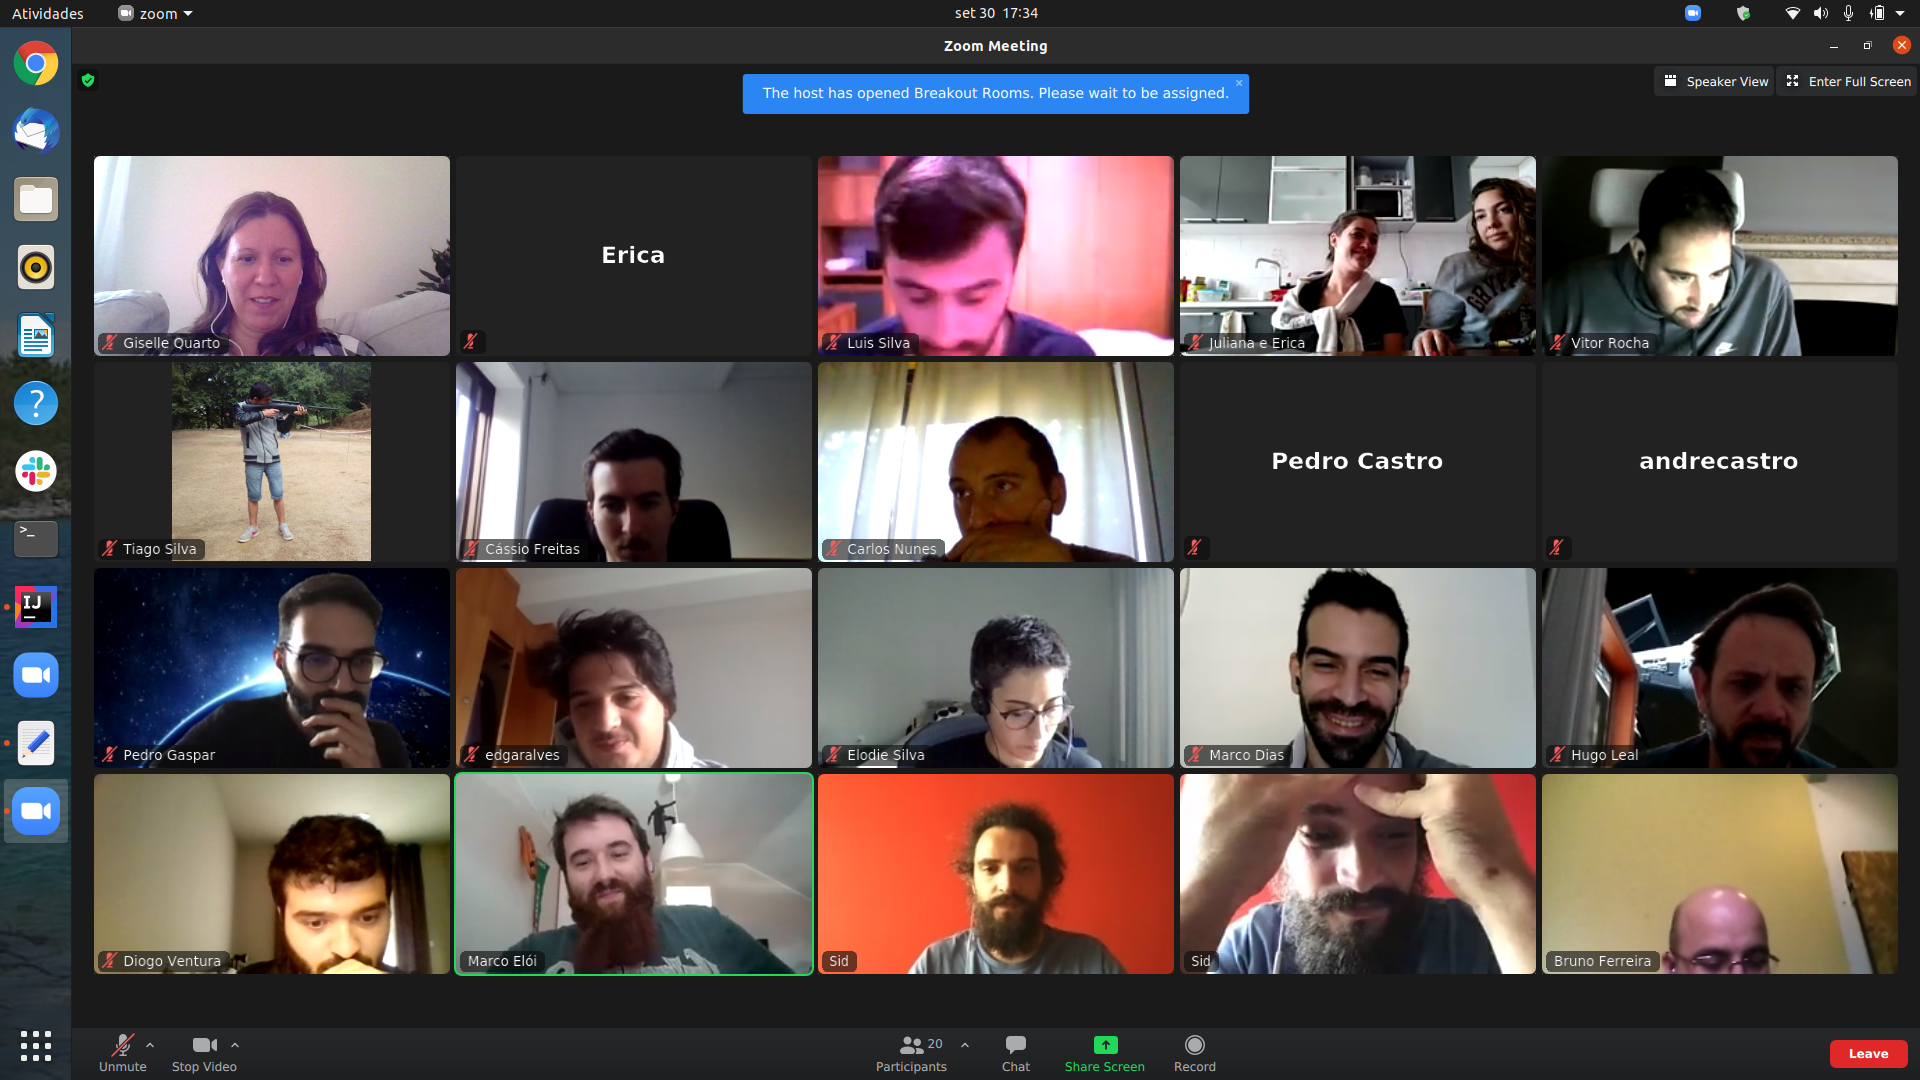 Atividades
zoom
set 30 17:34
Zoom Meeting
The host has opened Breakout Rooms. Please wait to be assigned.
Speaker View
Enter Full Screen
Giselle Quarto
Erica
Luis Silva
Juliana e Erica
Vitor Rocha
Tiago Silva
Cássio Freitas
Carlos Nunes
Pedro Castro
andrecastro
Pedro Gaspar
edgaralves
Elodie Silva
Marco Dias
Hugo Leal
Diogo Ventura
Marco Elói
Sid
Sid
Bruno Ferreira
>_
IJ
?
Unmute
Stop Video
20
Participants
Chat
Share Screen
Record
Leave